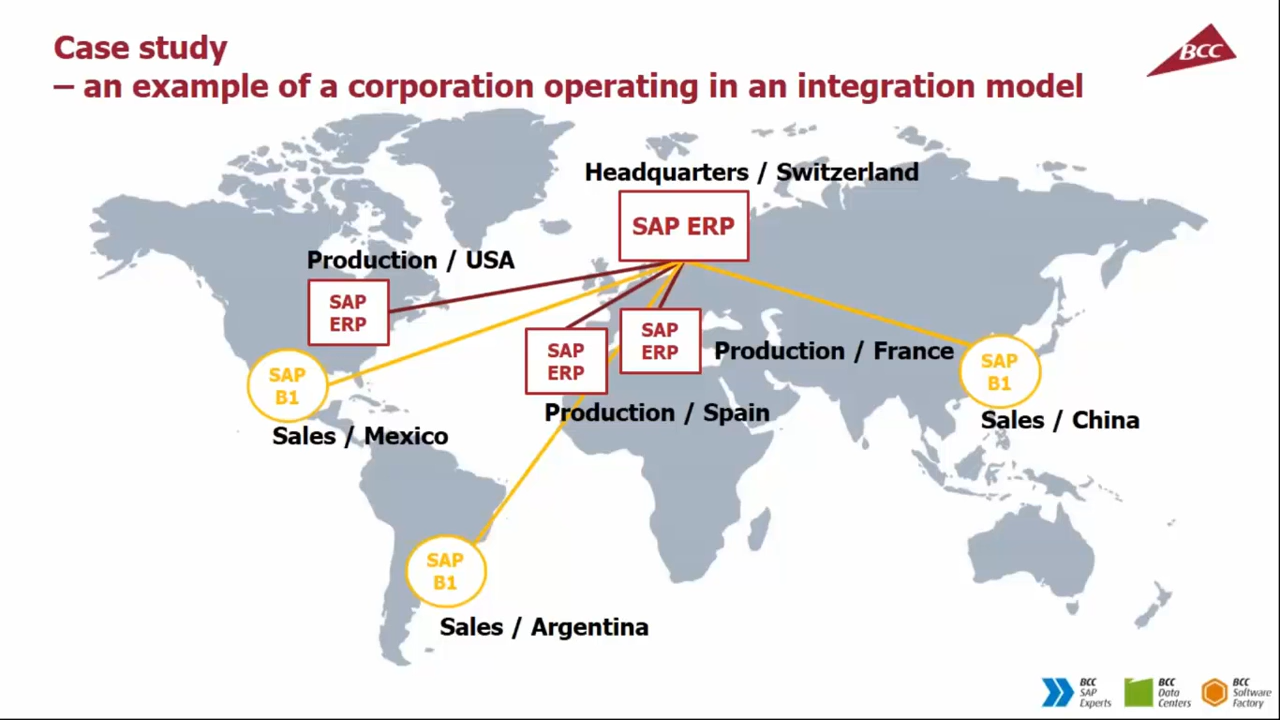 Case study
– an example of a corporation operating in an integration model
BCC
Headquarters / Switzerland
SAP ERP
Production / USA
SAP
ERP
SAP
ERP
SAP
ERP
Production / France
SAP
B1
SAP
B1
Production / Spain
Sales / China
Sales / Mexico
SAP
B1
Sales / Argentina
BCC
SAP
Experts
BCC
Data
Centers
BCC
Software
Factory